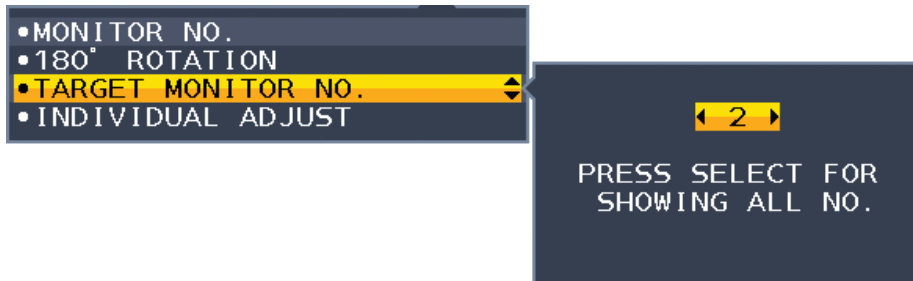 •MONITOR NO.
•180° ROTATION
•TARGET MONITOR NO.
•INDIVIDUAL ADJUST
2
PRESS SELECT FOR
SHOWING ALL NO.